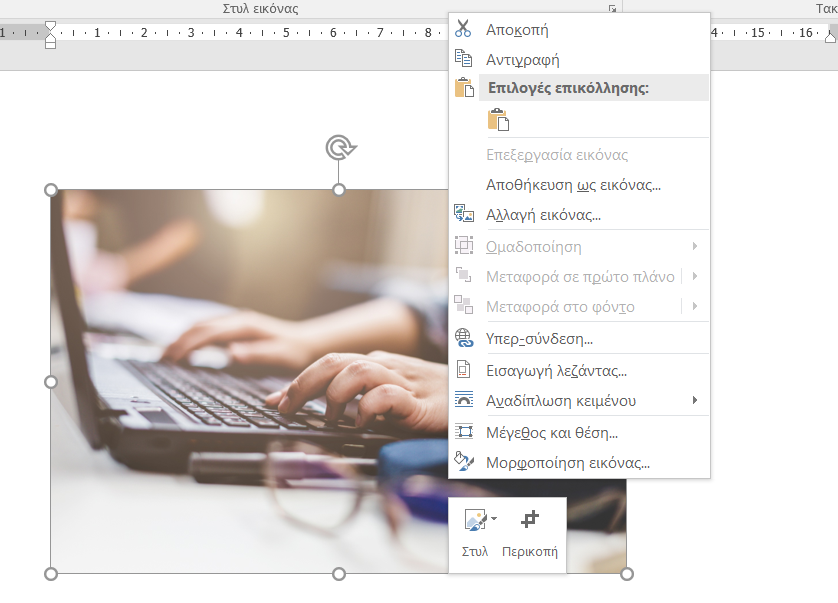 Στυλ εικόνας
Τακ
1 1 2 3 4 5 6 7 8 4 15 16
Αποκοπή
Αντιγραφή
Επιλογές επικόλλησης:
Επεξεργασία εικόνας
Αποθήκευση ως εικόνας...
Αλλαγή εικόνας...
Ομαδοποίηση
Μεταφορά σε πρώτο πλάνο
Μεταφορά στο φόντο
Υπερ-σύνδεση...
Εισαγωγή λεζάντας...
Αναδίπλωση κειμένου
Μέγεθος και θέση...
Μορφοποίηση εικόνας...
Στυλ
Περικοπή